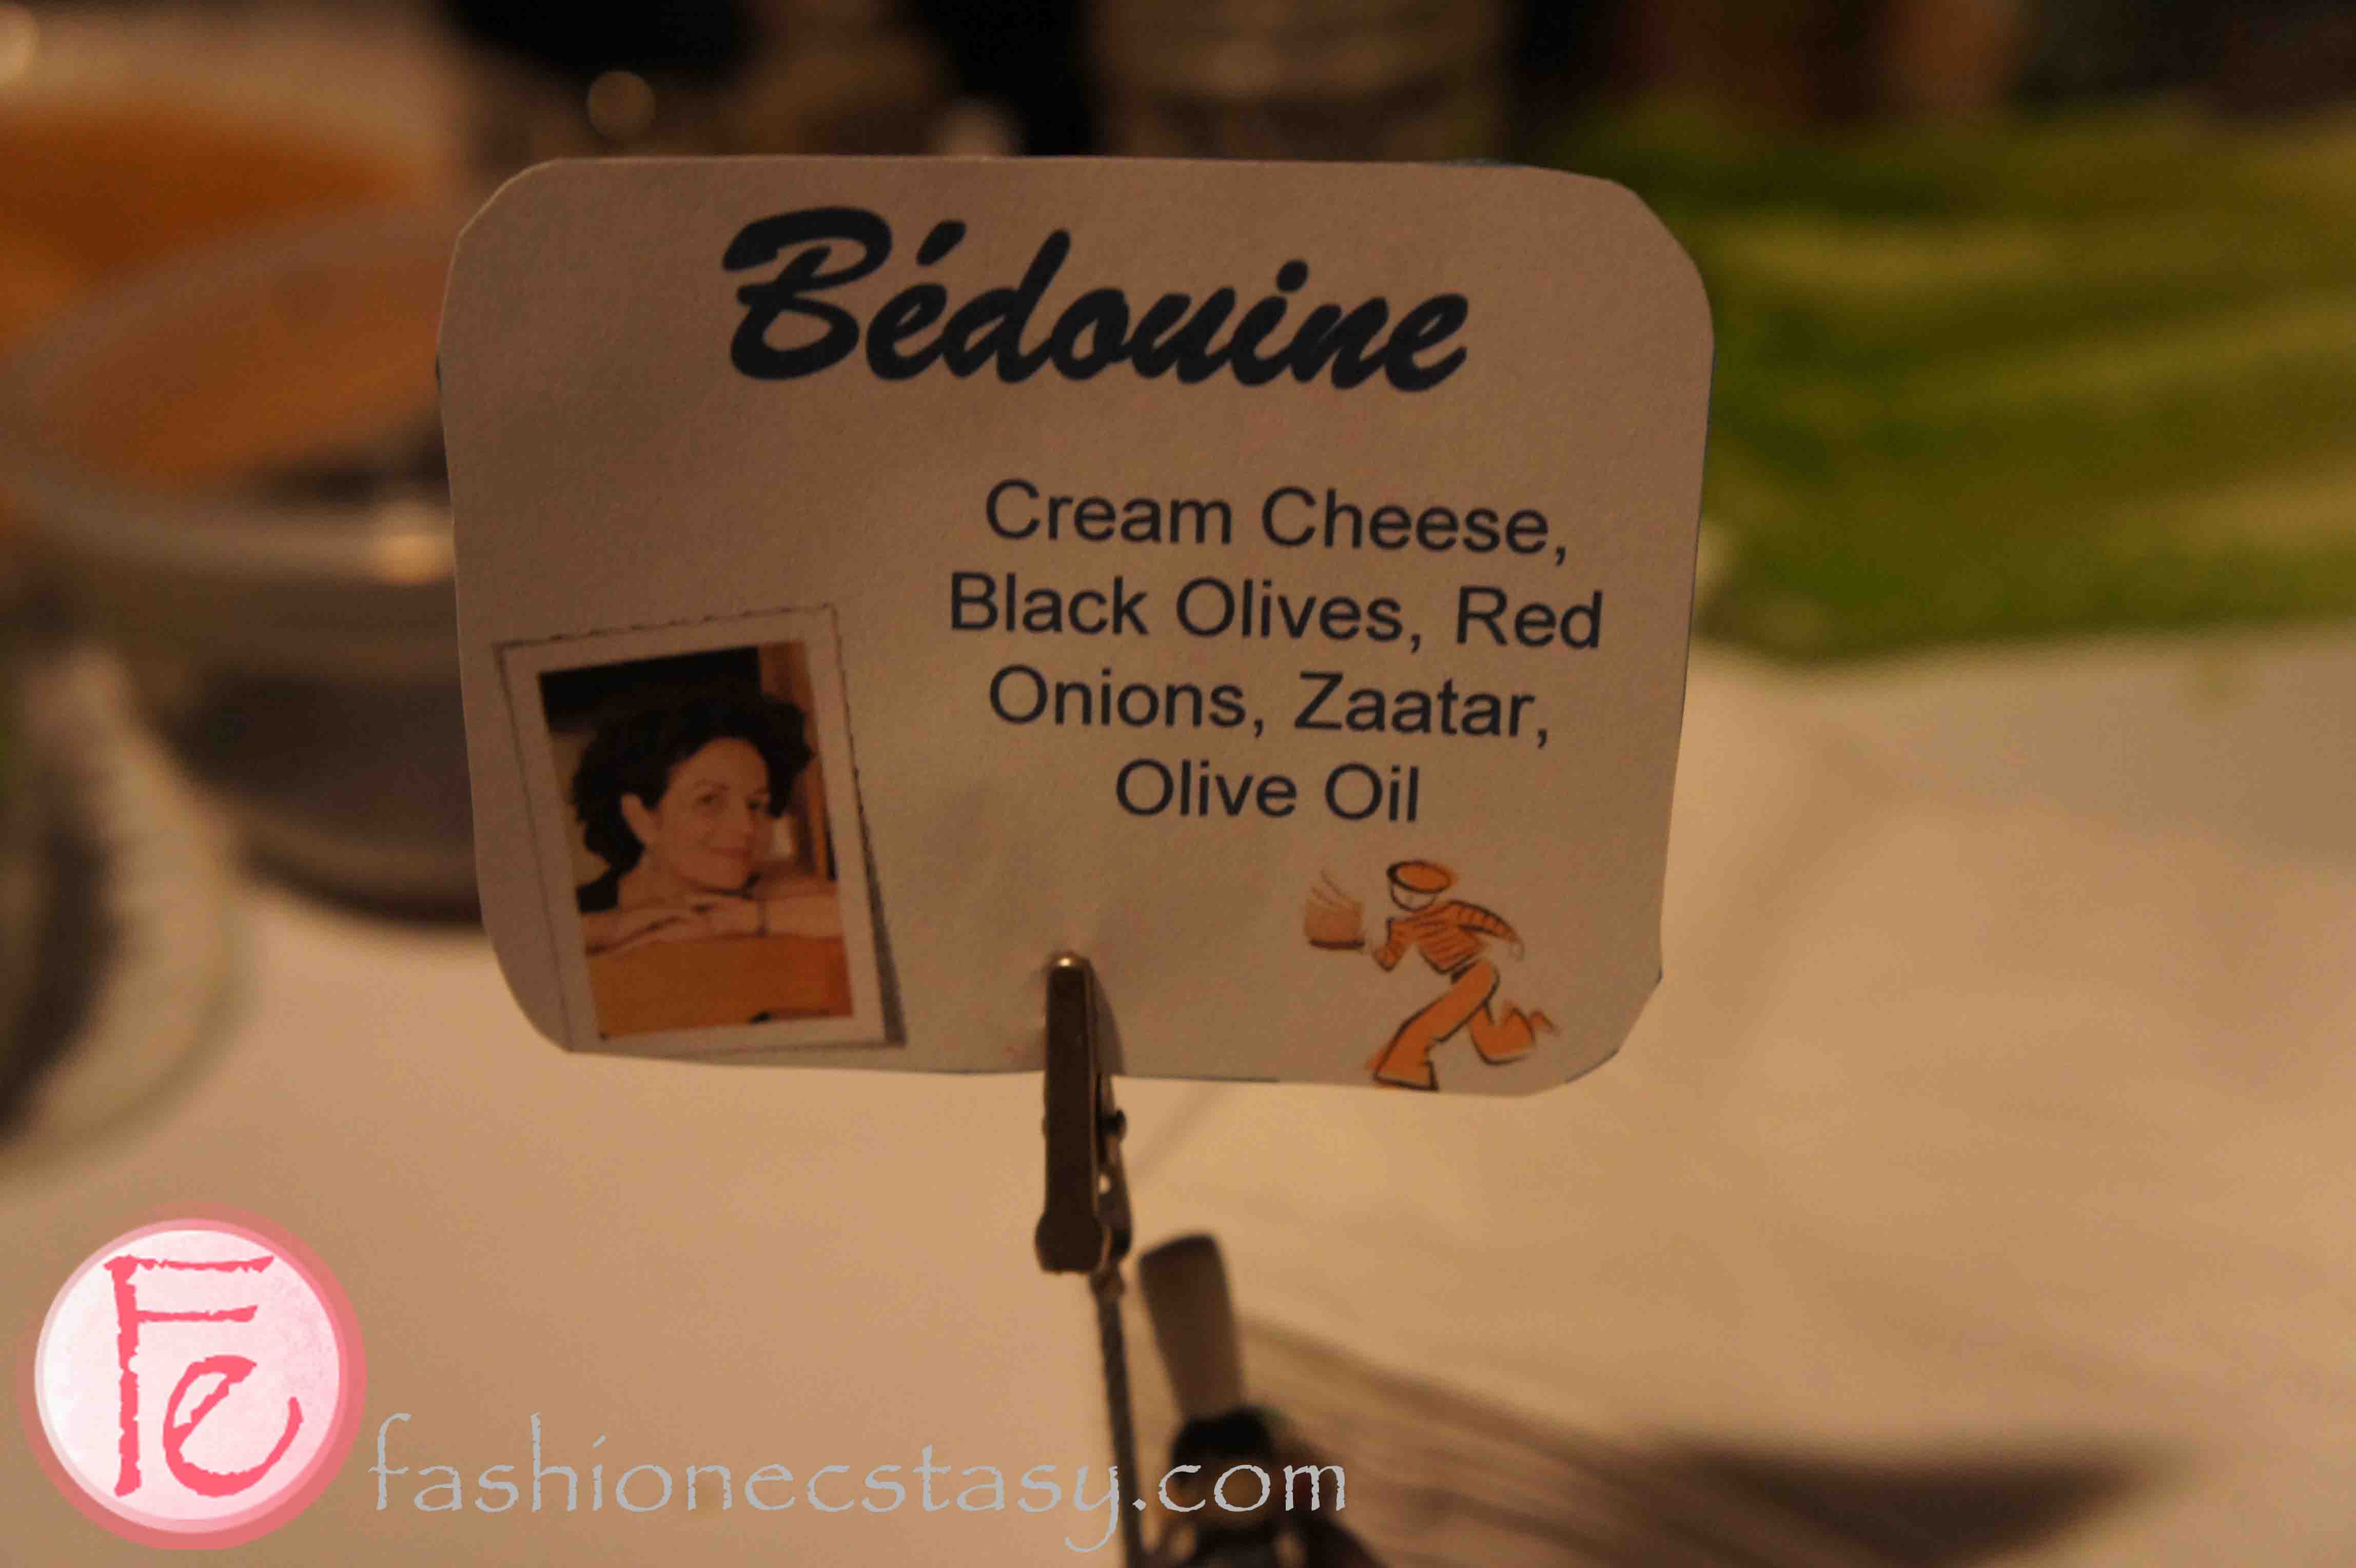 Bédouine
Cream Cheese,
Black Olives, Red
Onions, Zaatar,
Olive Oil
Fe
fashionecstasy.com